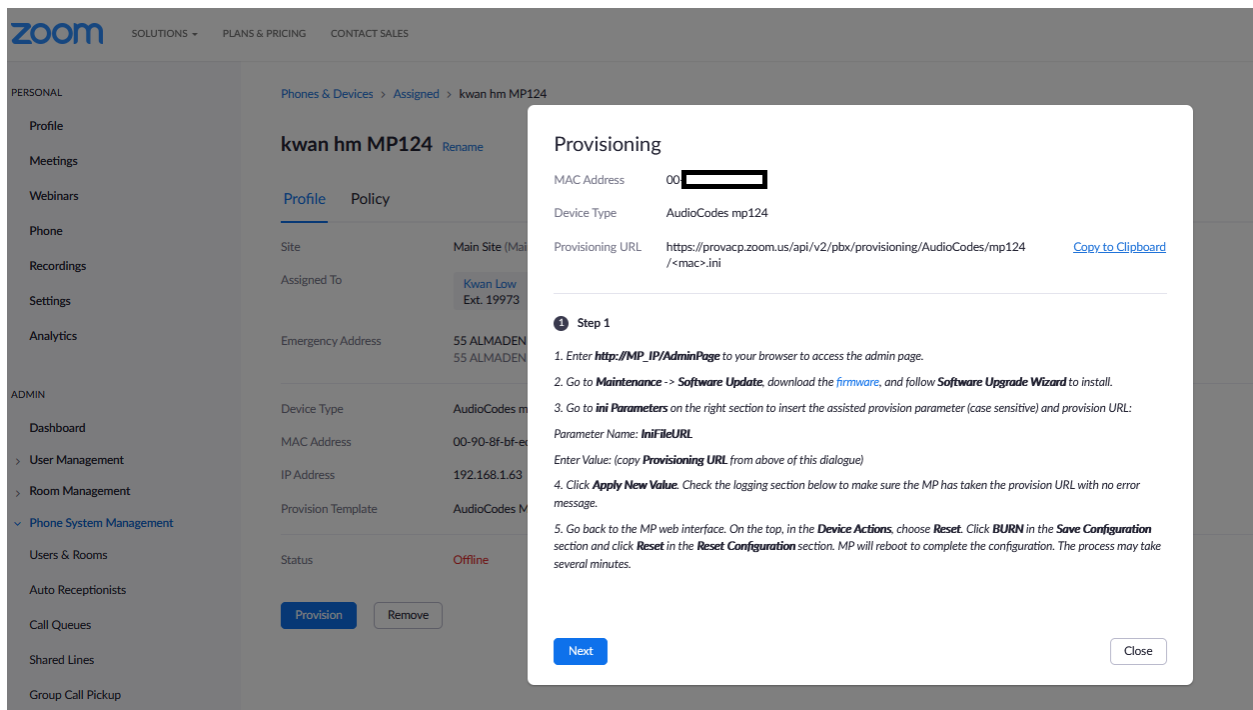 zoom
SOLUTIONS
PLANS & PRICING
CONTACT SALES
PERSONAL
Profile
Meetings
Webinars
Phone
Recordings
Settings
Analytics
ADMIN
Dashboard
User Management
Room Management
Phone System Management
Users & Rooms
Auto Receptionists
Call Queues
Shared Lines
Group Call Pickup
Phones & Devices > Assigned > kwan hm MP124
kwan hm MP124 Rename
Profile Policy
Site Main Site (Mai
Assigned To Kwan Low
Ext. 19973
Emergency Address 55 ALMADEN
55 ALMADEN
Device Type AudioCodes m
MAC Address 00-90-8f-bf-ec
IP Address 192.168.1.63
Provision Template AudioCodes M
Status Offline
Provision Remove
Provisioning
MAC Address 00-
Device Type AudioCodes mp124
Provisioning URL https://provacp.zoom.us/api/v2/pbx/provisioning/AudioCodes/mp124 Copy to Clipboard
/<mac>.ini
1 Step 1
1. Enter http://MP_IP/AdminPage to your browser to access the admin page.
2. Go to Maintenance -> Software Update, download the firmware, and follow Software Upgrade Wizard to install.
3. Go to ini Parameters on the right section to insert the assisted provision parameter (case sensitive) and provision URL:
Parameter Name: IniFileURL
Enter Value: (copy Provisioning URL from above of this dialogue)
4. Click Apply New Value. Check the logging section below to make sure the MP has taken the provision URL with no error
message.
5. Go back to the MP web interface. On the top, in the Device Actions, choose Reset. Click BURN in the Save Configuration
section and click Reset in the Reset Configuration section. MP will reboot to complete the configuration. The process may take
several minutes.
Next Close